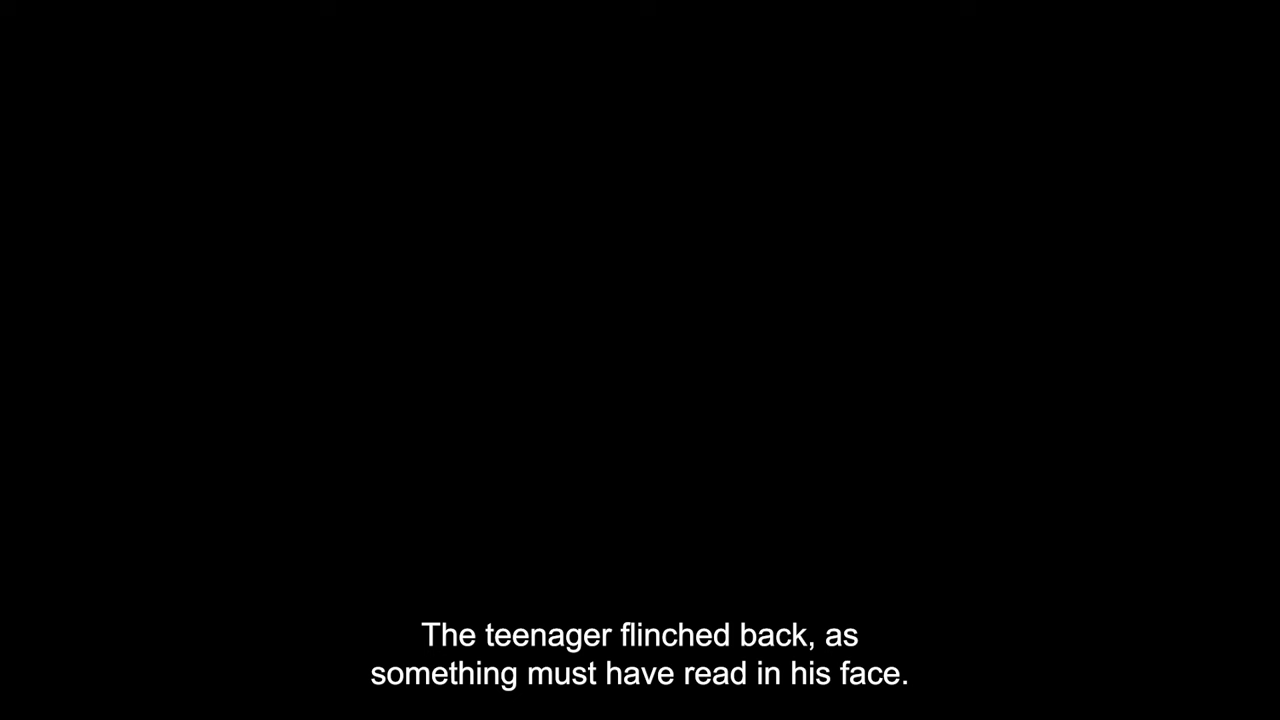 The teenager flinched back, as
something must have read in his face.